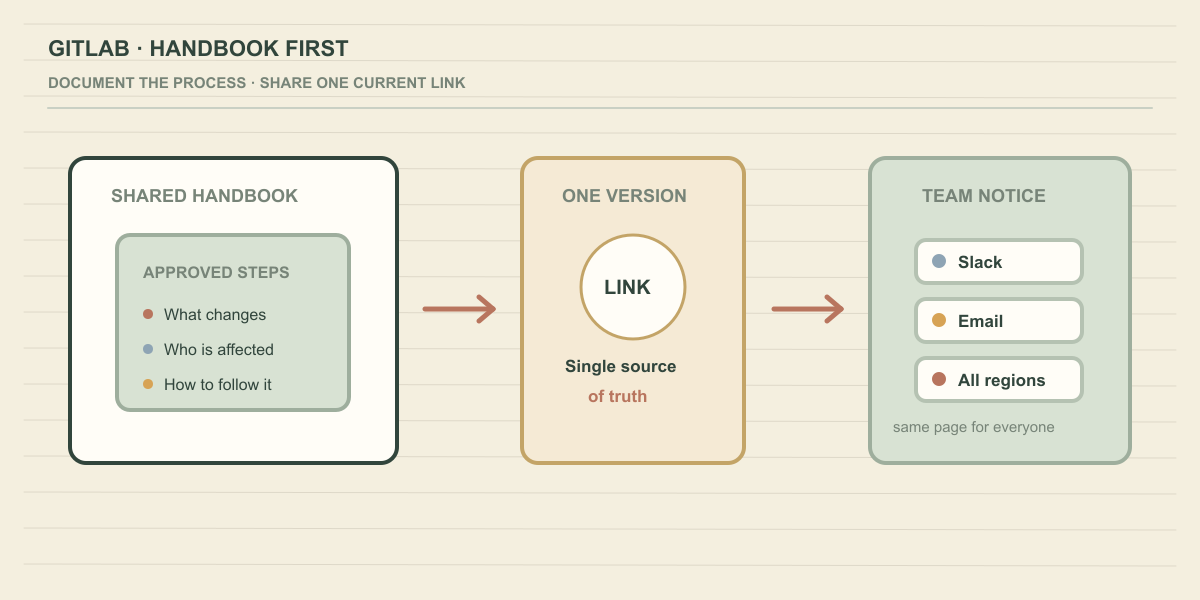 GITLAB · HANDBOOK FIRST
DOCUMENT THE PROCESS · SHARE ONE CURRENT LINK
SHARED HANDBOOK
APPROVED STEPS
What changes
Who is affected
How to follow it
ONE VERSION
LINK
Single source
of truth
TEAM NOTICE
Slack
Email
All regions
same page for everyone